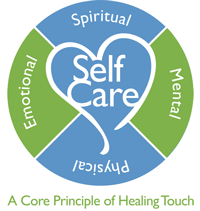 Spiritual
Emotional
Self
Care
Mental
Physical
A Core Principle of Healing Touch